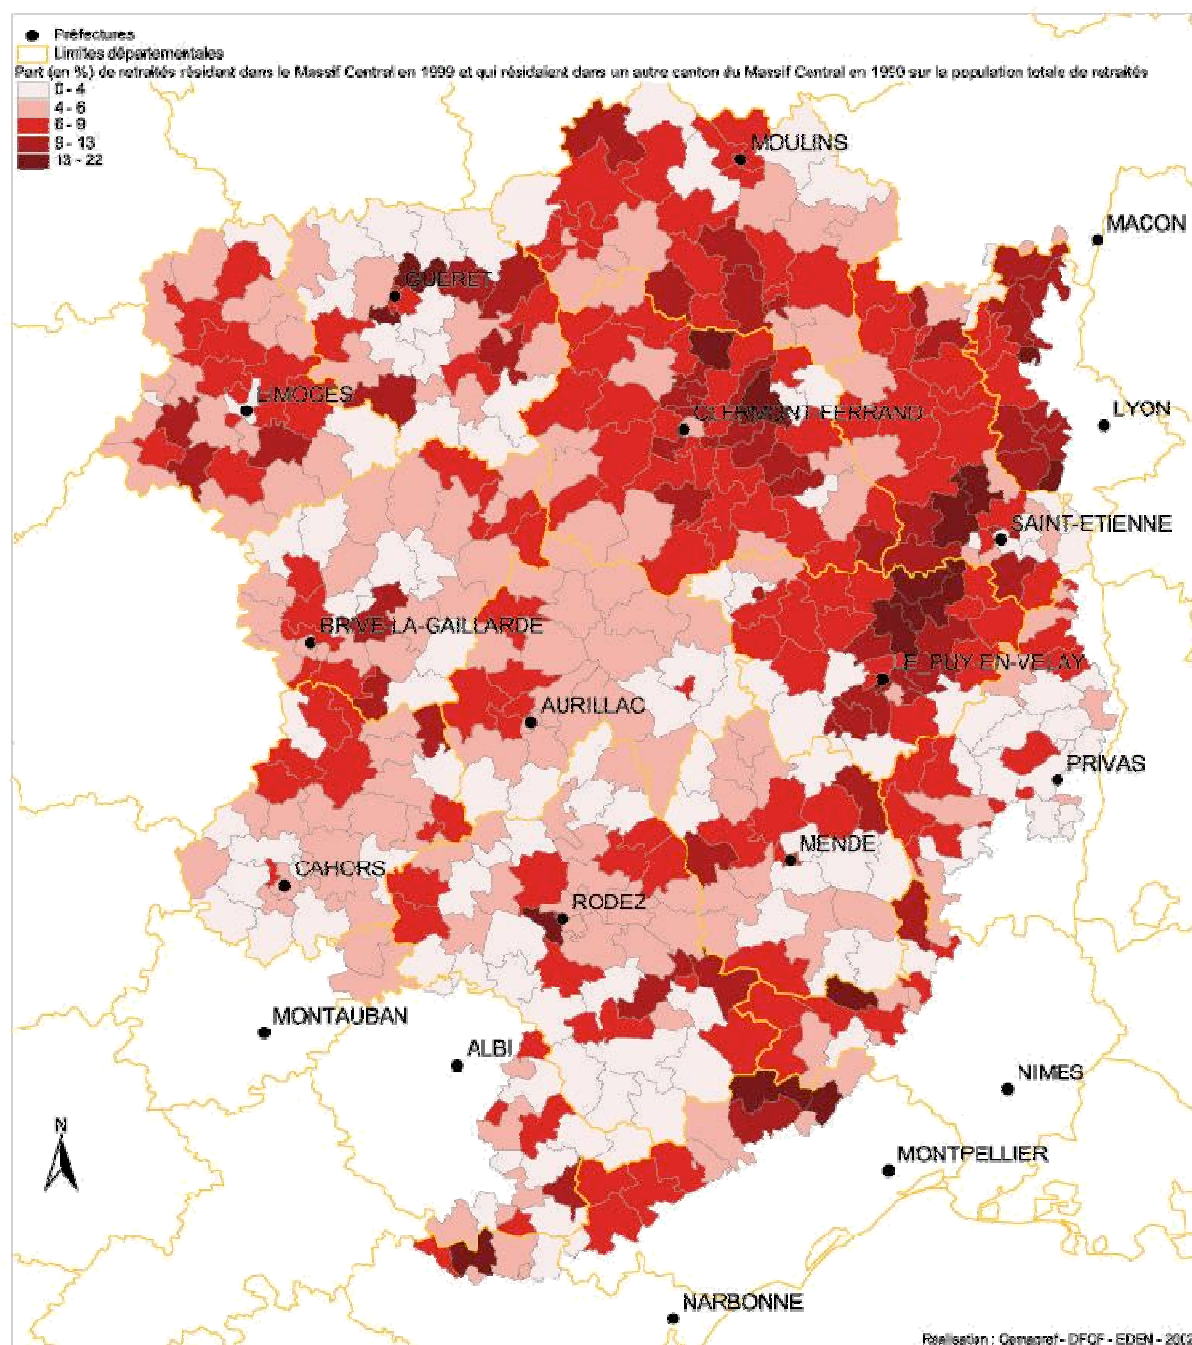 Préfectures
Limites départementales
Part (en %) de retraités résidant dans le Massif Central en 1999 et qui résidaient dans un autre canton du Massif Central en 1990 sur la population totale de retraités
0 - 4
4 - 6
6 - 9
9 - 13
13 - 22
MOULINS
MACON
GUERET
LIMOGES
CLERMONT-FERRAND
LYON
SAINT-ETIENNE
BRIVE-LA-GAILLARDE
LE_PUY-EN-VELAY
AURILLAC
PRIVAS
MENDE
CAHORS
RODEZ
MONTAUBAN
ALBI
NIMES
N
MONTPELLIER
NARBONNE
Réalisation : Cemagref - DFCF - EDEN - 2002